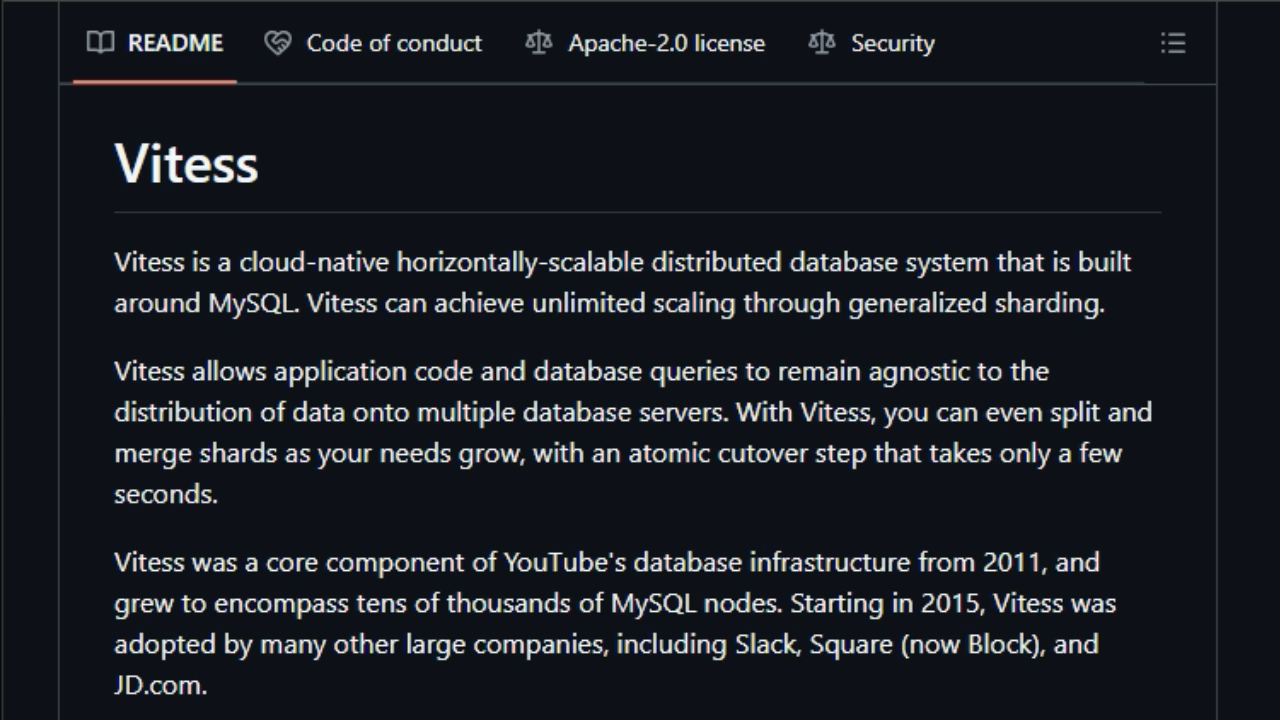 README Code of conduct Apache-2.0 license Security
Vitess
Vitess is a cloud-native horizontally-scalable distributed database system that is built
around MySQL. Vitess can achieve unlimited scaling through generalized sharding.
Vitess allows application code and database queries to remain agnostic to the
distribution of data onto multiple database servers. With Vitess, you can even split and
merge shards as your needs grow, with an atomic cutover step that takes only a few
seconds.
Vitess was a core component of YouTube's database infrastructure from 2011, and
grew to encompass tens of thousands of MySQL nodes. Starting in 2015, Vitess was
adopted by many other large companies, including Slack, Square (now Block), and
JD.com.